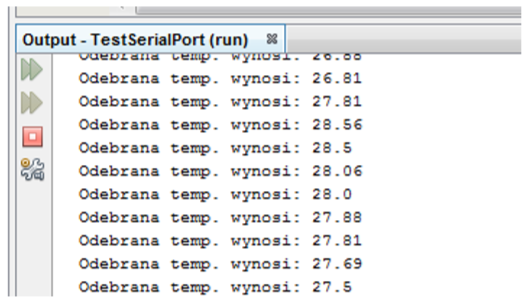 Output - TestSerialPort (run)
Odebrana temp. wynosi: 26.88
Odebrana temp. wynosi: 26.81
Odebrana temp. wynosi: 27.81
Odebrana temp. wynosi: 28.56
Odebrana temp. wynosi: 28.5
Odebrana temp. wynosi: 28.06
Odebrana temp. wynosi: 28.0
Odebrana temp. wynosi: 27.88
Odebrana temp. wynosi: 27.81
Odebrana temp. wynosi: 27.69
Odebrana temp. wynosi: 27.5